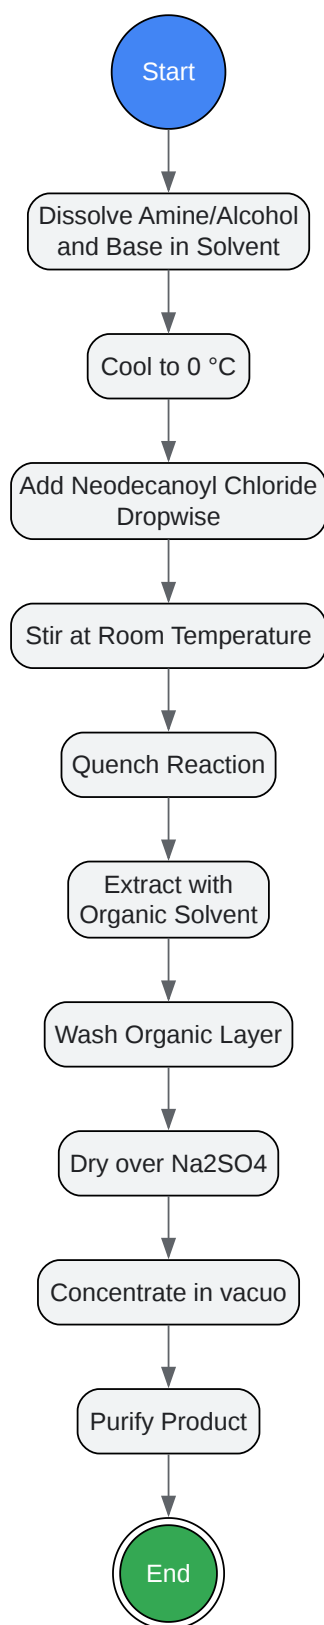 Start
Dissolve Amine/Alcohol
and Base in Solvent
Cool to 0 °C
Add Neodecanoyl Chloride
Dropwise
Stir at Room Temperature
Quench Reaction
Extract with
Organic Solvent
Wash Organic Layer
Dry over Na2SO4
Concentrate in vacuo
Purify Product
End